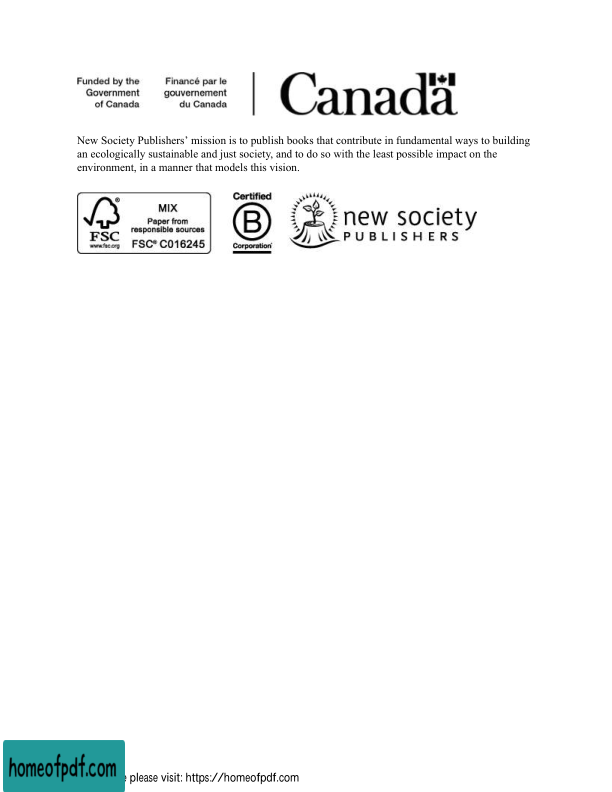 Funded by the
Government
of Canada
Financé par le
gouvernement
du Canada
Canada
New Society Publishers’ mission is to publish books that contribute in fundamental ways to building
an ecologically sustainable and just society, and to do so with the least possible impact on the
environment, in a manner that models this vision.
FSC
www.fsc.org
MIX
Paper from
responsible sources
FSC® C016245
Certified
B
Corporation
new society
PUBLISHERS
homeofpdf.com
please visit: https://homeofpdf.com